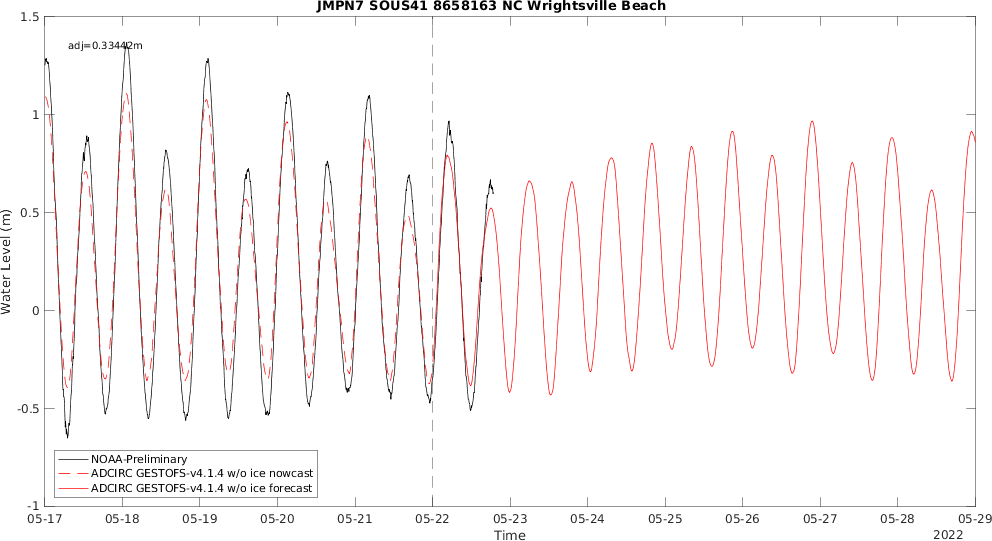 JMPN7 SOUS41 8658163 NC Wrightsville Beach
adj=0.33442m
Water Level (m)
1.5
1
0.5
0
-0.5
-1
NOAA-Preliminary
ADCIRC GESTOFS-v4.1.4 w/o ice nowcast
ADCIRC GESTOFS-v4.1.4 w/o ice forecast
05-17 05-18 05-19 05-20 05-21 05-22 05-23 05-24 05-25 05-26 05-27 05-28 05-29
Time
2022